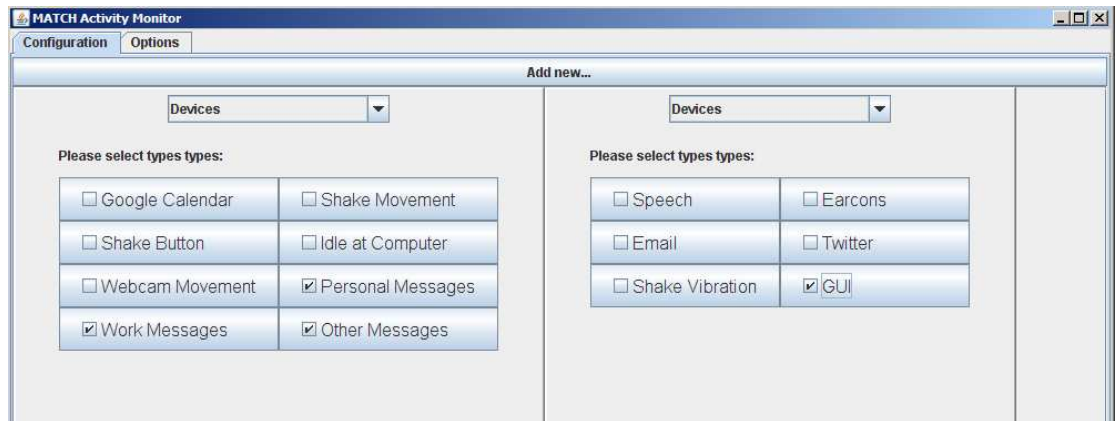 MATCH Activity Monitor
Configuration Options
Add new...
Devices
Please select types types:
Google Calendar Shake Movement
Shake Button Idle at Computer
Webcam Movement Personal Messages
Work Messages Other Messages
Devices
Please select types types:
Speech Earcons
Email Twitter
Shake Vibration GUI